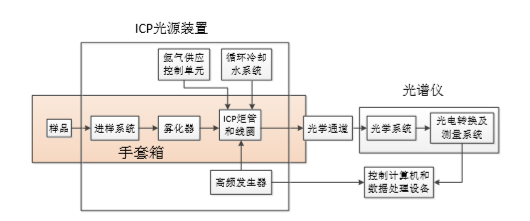 ICP光源装置
氩气供应
控制单元
循环冷却
水系统
光谱仪
样品
进样系统
雾化器
ICP炬管
和线圈
光学通道
光学系统
光电转换及
测量系统
手套箱
高频发生器
控制计算机和
数据处理设备